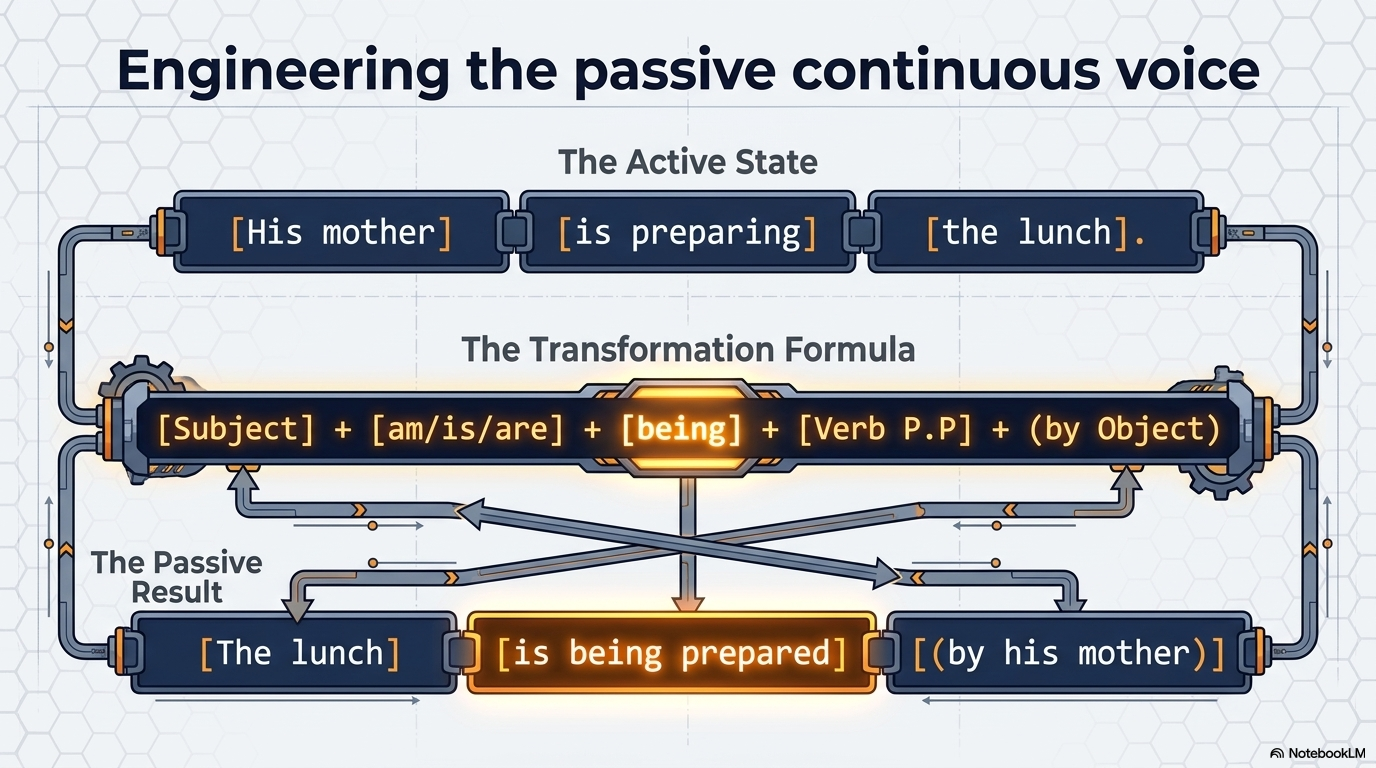 Engineering the passive continuous voice
The Active State
[His mother] [is preparing] [the lunch].
The Transformation Formula
[Subject] + [am/is/are] + [being] + [Verb P.P] + (by Object)
The Passive
Result
[The lunch] [is being prepared] [(by his mother)]
NotebookLM